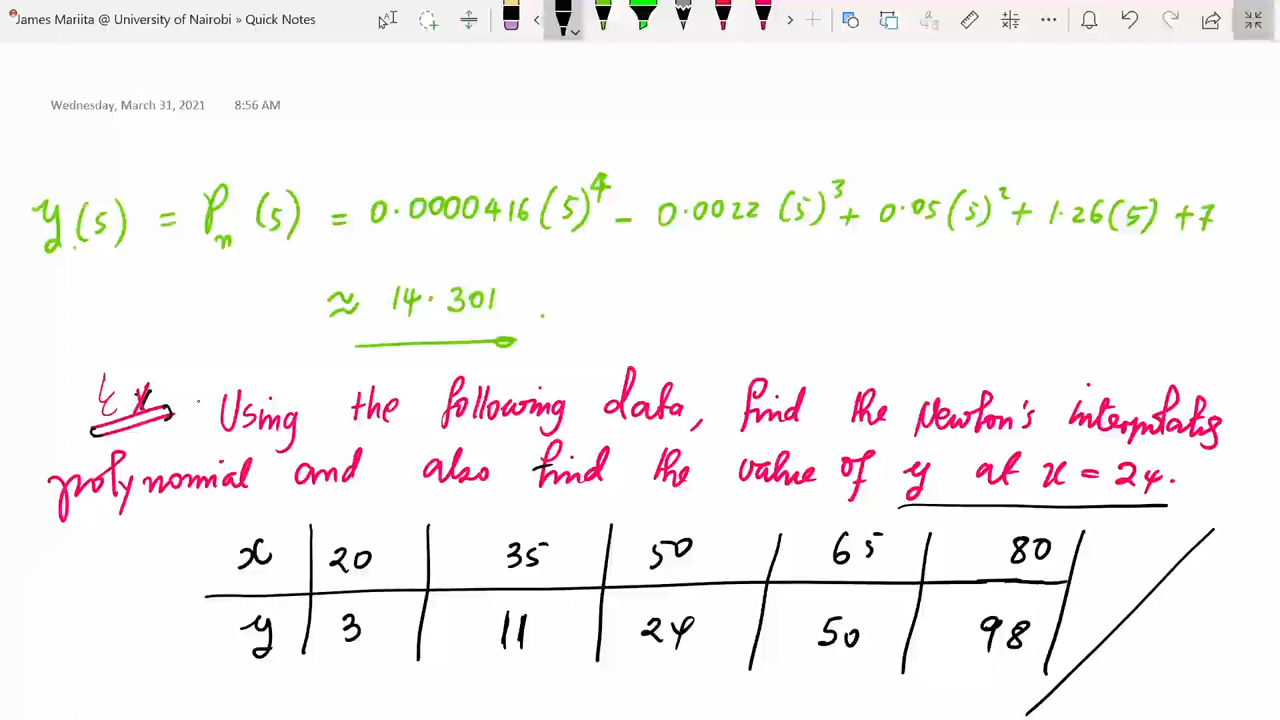 James Mariita @ University of Nairobi » Quick Notes
Wednesday, March 31, 2021 8:56 AM
y(5) = Pn(5) = 0.0000416(5)^4 - 0.0022(5)^3 + 0.05(5)^2 + 1.26(5) + 7
≈ 14.301.
Ex. Using the following data, find the Newton's interpolating
polynomial and also find the value of y at x = 24.
x 20 35 50 65 80
y 3 11 24 50 98